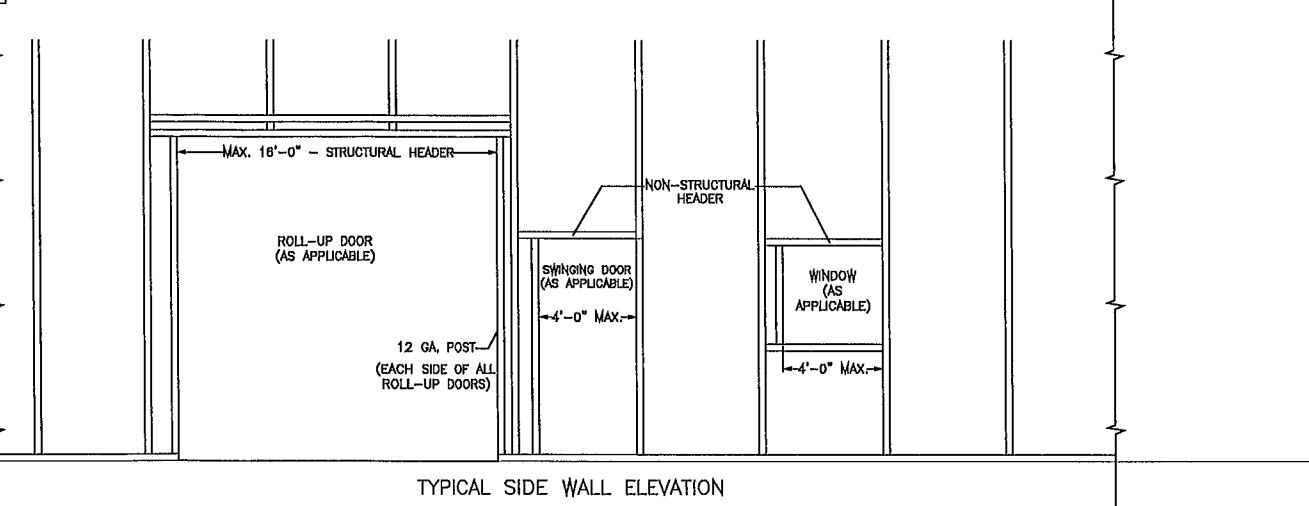 MAX. 16'-0" - STRUCTURAL HEADER
NON-STRUCTURAL
HEADER
ROLL-UP DOOR
(AS APPLICABLE)
SWINGING DOOR
(AS APPLICABLE)
4'-0" MAX.
WINDOW
(AS
APPLICABLE)
12 GA. POST
(EACH SIDE OF ALL
ROLL-UP DOORS)
4'-0" MAX.
TYPICAL SIDE WALL ELEVATION